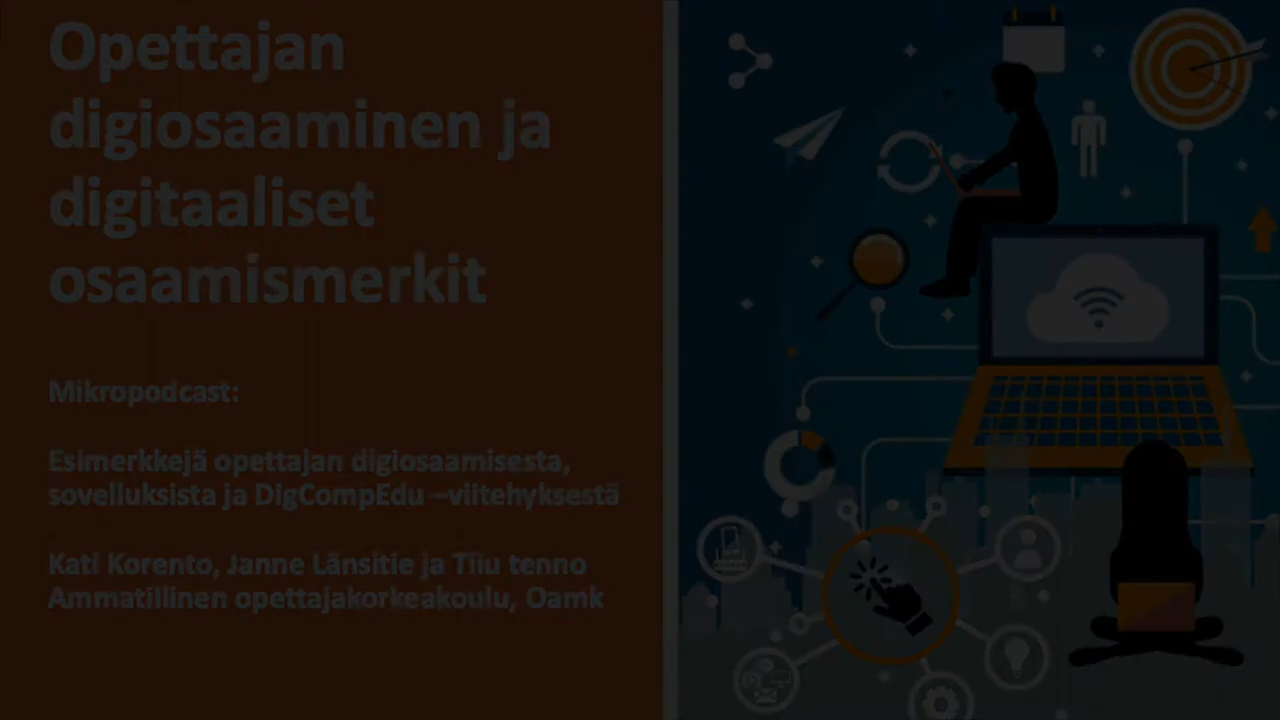 Opettajan
digiosaaminen ja
digitaaliset
osaamismerkit
Mikropodcast:
Esimerkkejä opettajan digiosaamisesta,
sovelluksista ja DigCompEdu –viitehyksestä
Kati Korento, Janne Länsitie ja Tiiu tenno
Ammatillinen opettajakorkeakoulu, Oamk